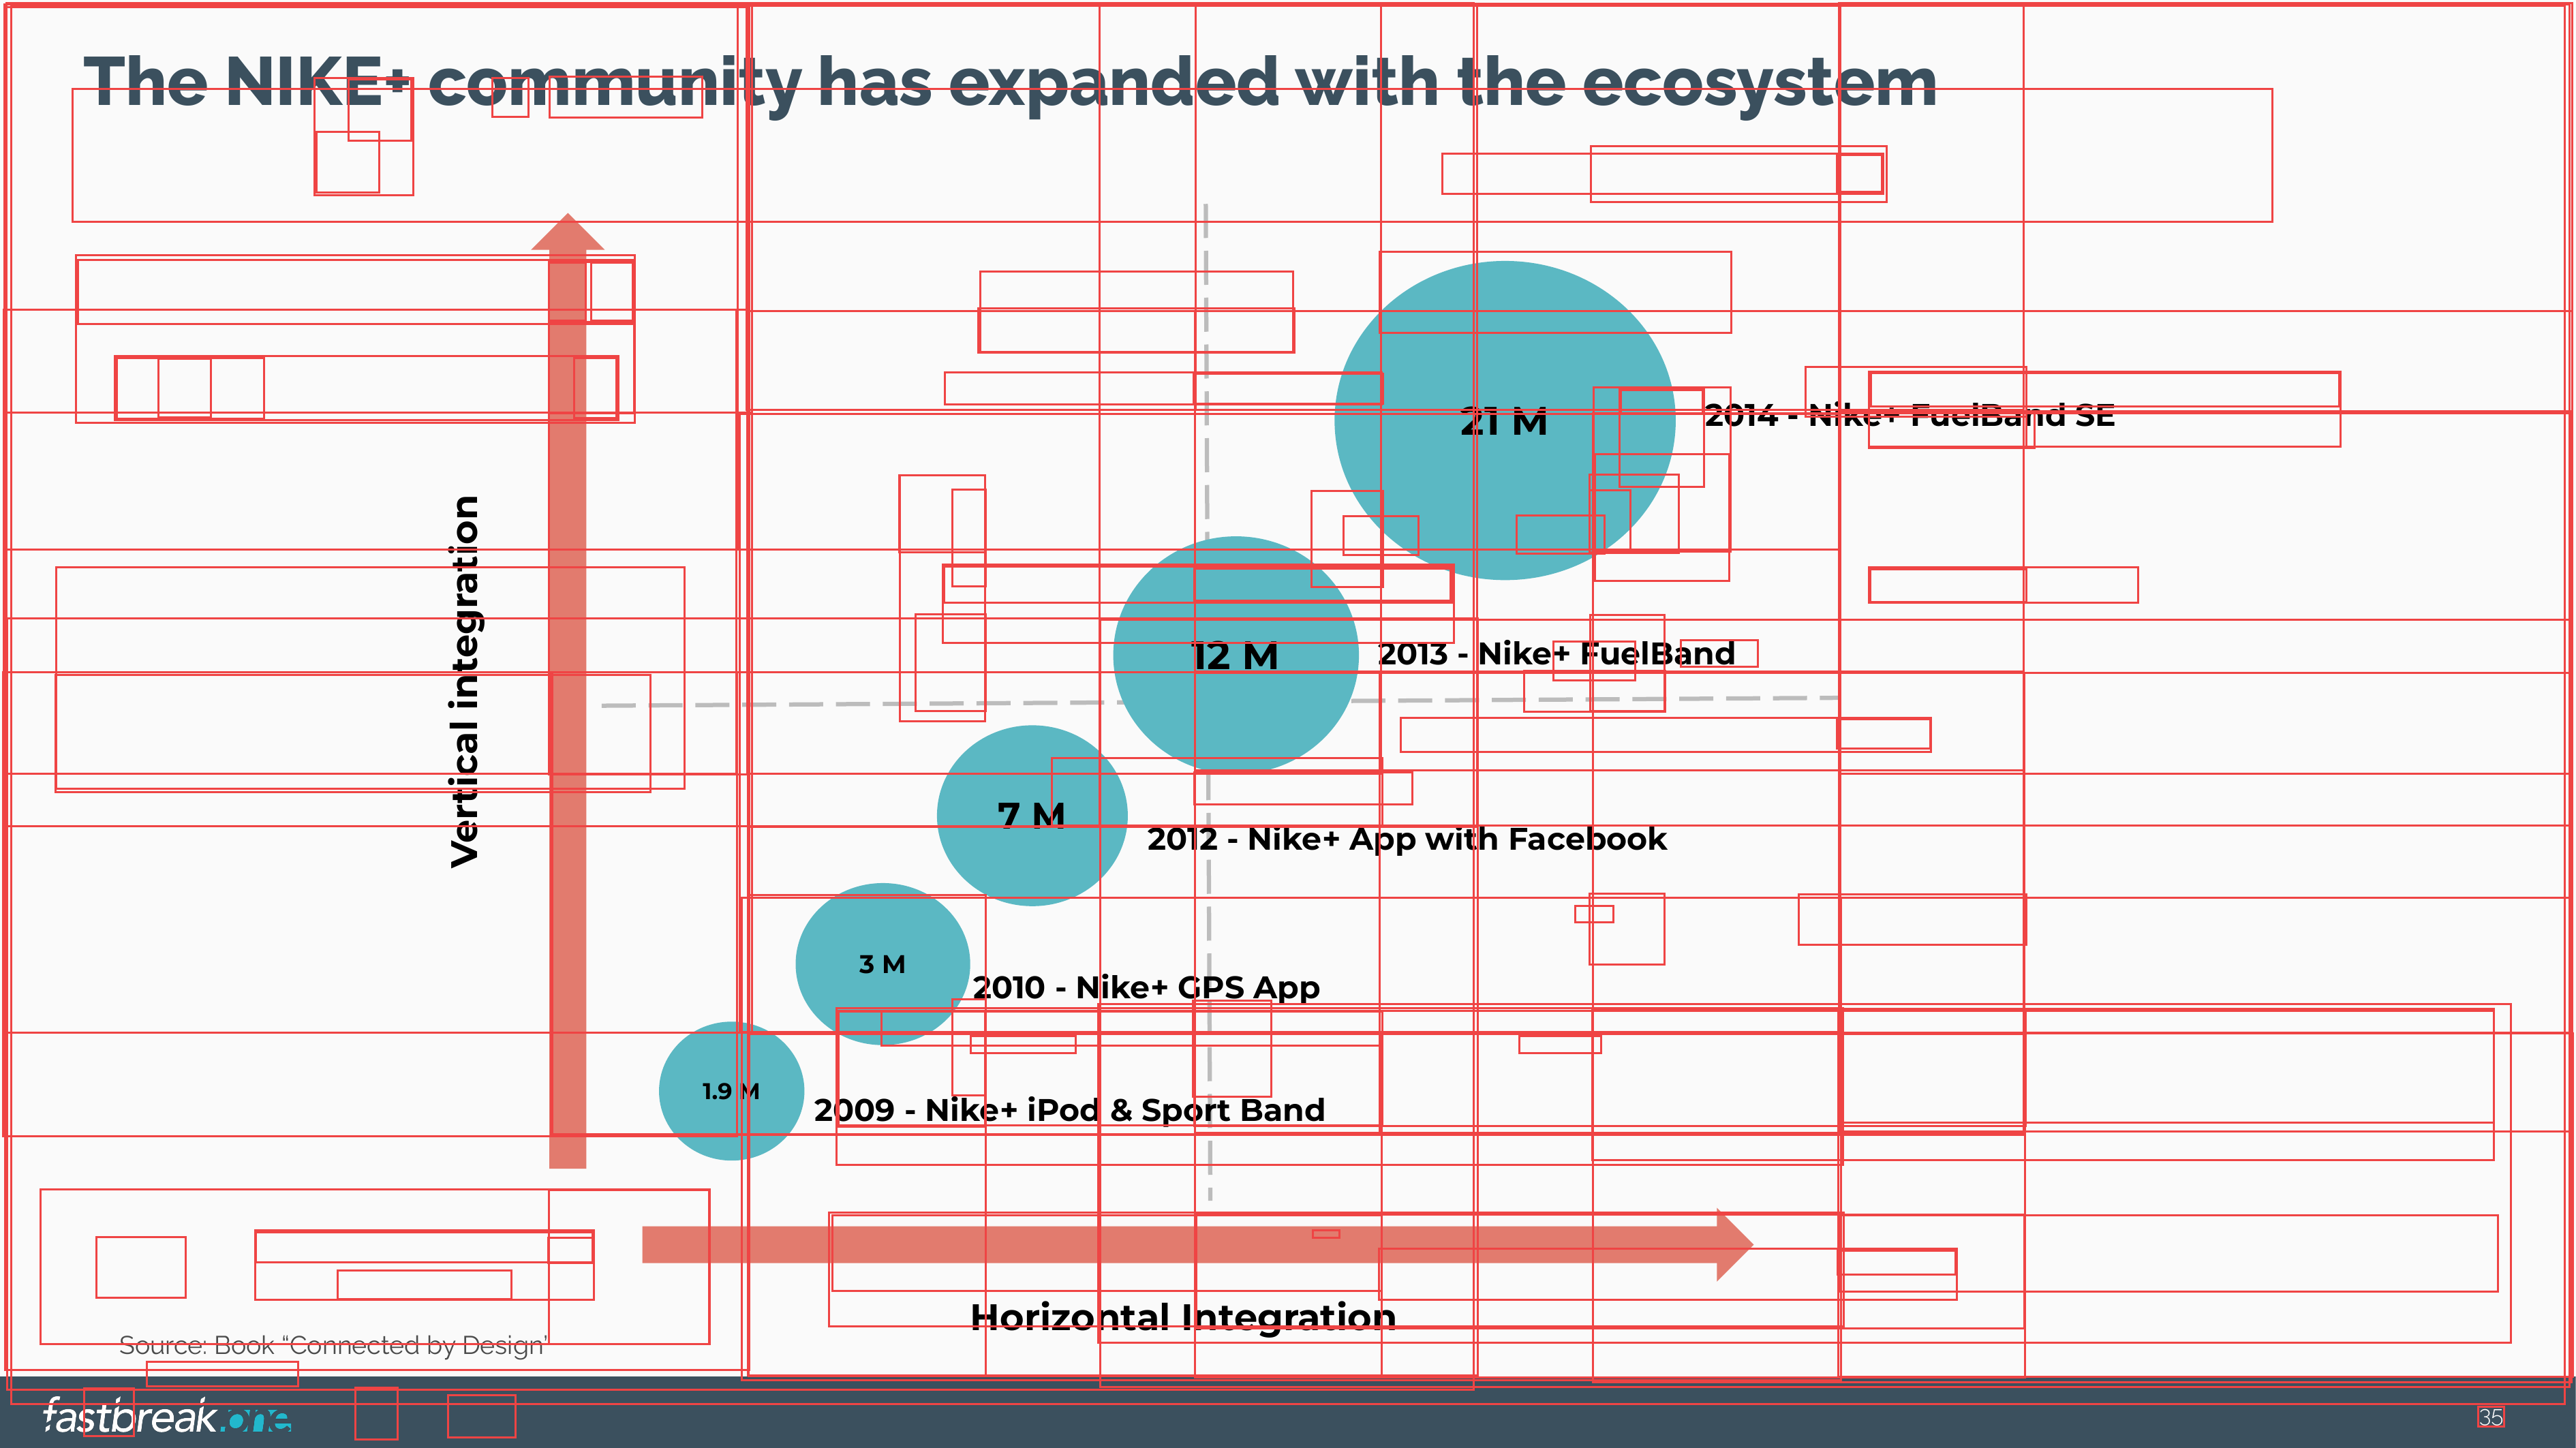 The NIKE+ community has expanded with the ecosystem
21 M
2014 - Nike+ FuelBand SE
Vertical integration
12 M
2013 - Nike+ FuelBand
7 M
2012 - Nike+ App with Facebook
3 M
2010 - Nike+ GPS App
1.9 M
2009 - Nike+ iPod & Sport Band
Horizontal Integration
Source: Book “Connected by Design’
fastbreak.one
35